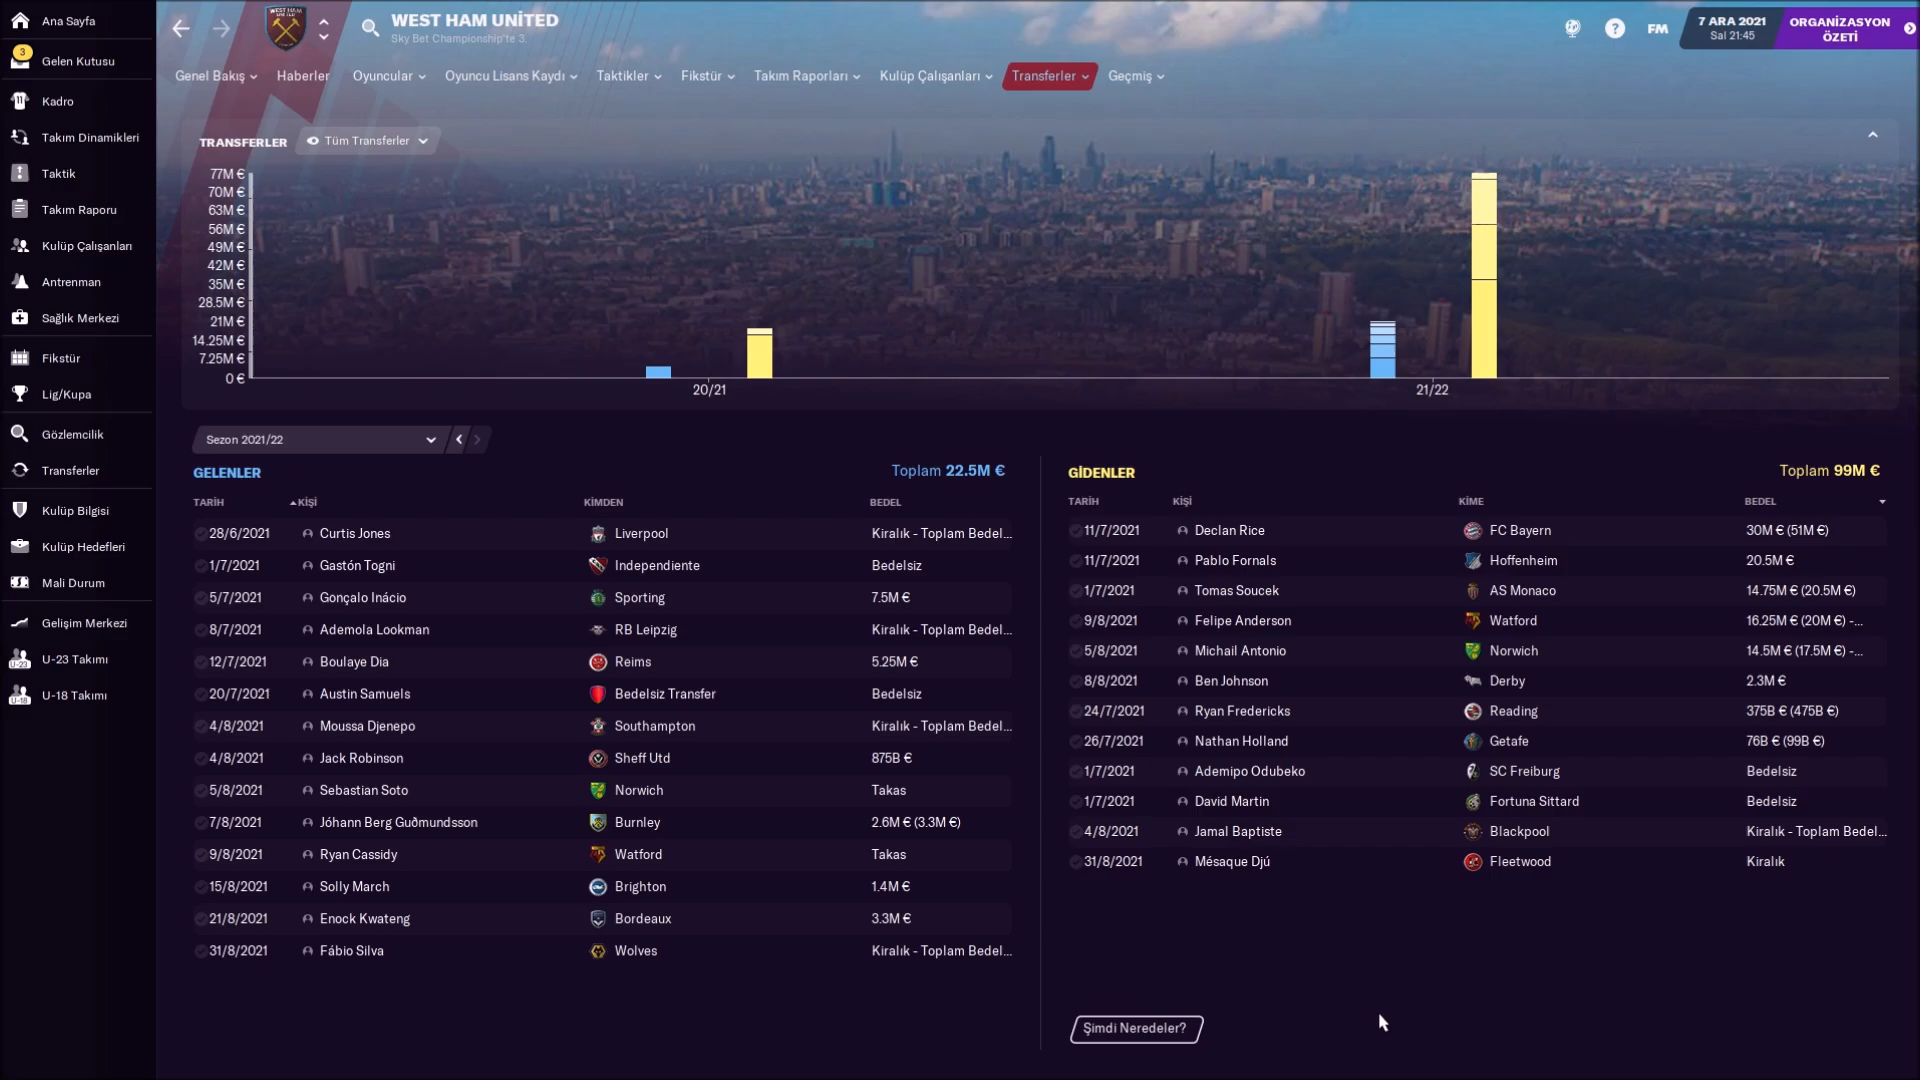 Ana Sayfa
3
Gelen Kutusu
Kadro
Takım Dinamikleri
Taktik
Takım Raporu
Kulüp Çalışanları
Antrenman
Sağlık Merkezi
Fikstür
Lig/Kupa
Gözlemcilik
Transferler
Kulüp Bilgisi
Kulüp Hedefleri
Mali Durum
Gelişim Merkezi
U-23 U-23 Takımı
U-18 U-18 Takımı
WEST HAM UNİTED
Sky Bet Championship'te 3.
? FM
7 ARA 2021
Sal 21:45
ORGANİZASYON
ÖZETİ
Genel Bakış Haberler Oyuncular Oyuncu Lisans Kaydı Taktikler Fikstür Takım Raporları Kulüp Çalışanları Transferler Geçmiş
TRANSFERLER Tüm Transferler
77M €
70M €
63M €
56M €
49M €
42M €
35M €
28.5M €
21M €
14.25M €
7.25M €
0 €
20/21 21/22
Sezon 2021/22
GELENLER Toplam 22.5M €
TARİH KİŞİ KİMDEN BEDEL
28/6/2021 Curtis Jones Liverpool Kiralık - Toplam Bedel...
1/7/2021 Gastón Togni Independiente Bedelsiz
5/7/2021 Gonçalo Inácio Sporting 7.5M €
8/7/2021 Ademola Lookman RB Leipzig Kiralık - Toplam Bedel...
12/7/2021 Boulaye Dia Reims 5.25M €
20/7/2021 Austin Samuels Bedelsiz Transfer Bedelsiz
4/8/2021 Moussa Djenepo Southampton Kiralık - Toplam Bedel...
4/8/2021 Jack Robinson Sheff Utd 875B €
5/8/2021 Sebastian Soto Norwich Takas
7/8/2021 Jóhann Berg Guðmundsson Burnley 2.6M € (3.3M €)
9/8/2021 Ryan Cassidy Watford Takas
15/8/2021 Solly March Brighton 1.4M €
21/8/2021 Enock Kwateng Bordeaux 3.3M €
31/8/2021 Fábio Silva Wolves Kiralık - Toplam Bedel...
GİDENLER Toplam 99M €
TARİH KİŞİ KİME BEDEL
11/7/2021 Declan Rice FC Bayern 30M € (51M €)
11/7/2021 Pablo Fornals Hoffenheim 20.5M €
1/7/2021 Tomas Soucek AS Monaco 14.75M € (20.5M €)
9/8/2021 Felipe Anderson Watford 16.25M € (20M €) -...
5/8/2021 Michail Antonio Norwich 14.5M € (17.5M €) -...
8/8/2021 Ben Johnson Derby 2.3M €
24/7/2021 Ryan Fredericks Reading 375B € (475B €)
26/7/2021 Nathan Holland Getafe 76B € (99B €)
1/7/2021 Ademipo Odubeko SC Freiburg Bedelsiz
1/7/2021 David Martin Fortuna Sittard Bedelsiz
4/8/2021 Jamal Baptiste Blackpool Kiralık - Toplam Bedel...
31/8/2021 Mésaque Djú Fleetwood Kiralık
Şimdi Neredeler?